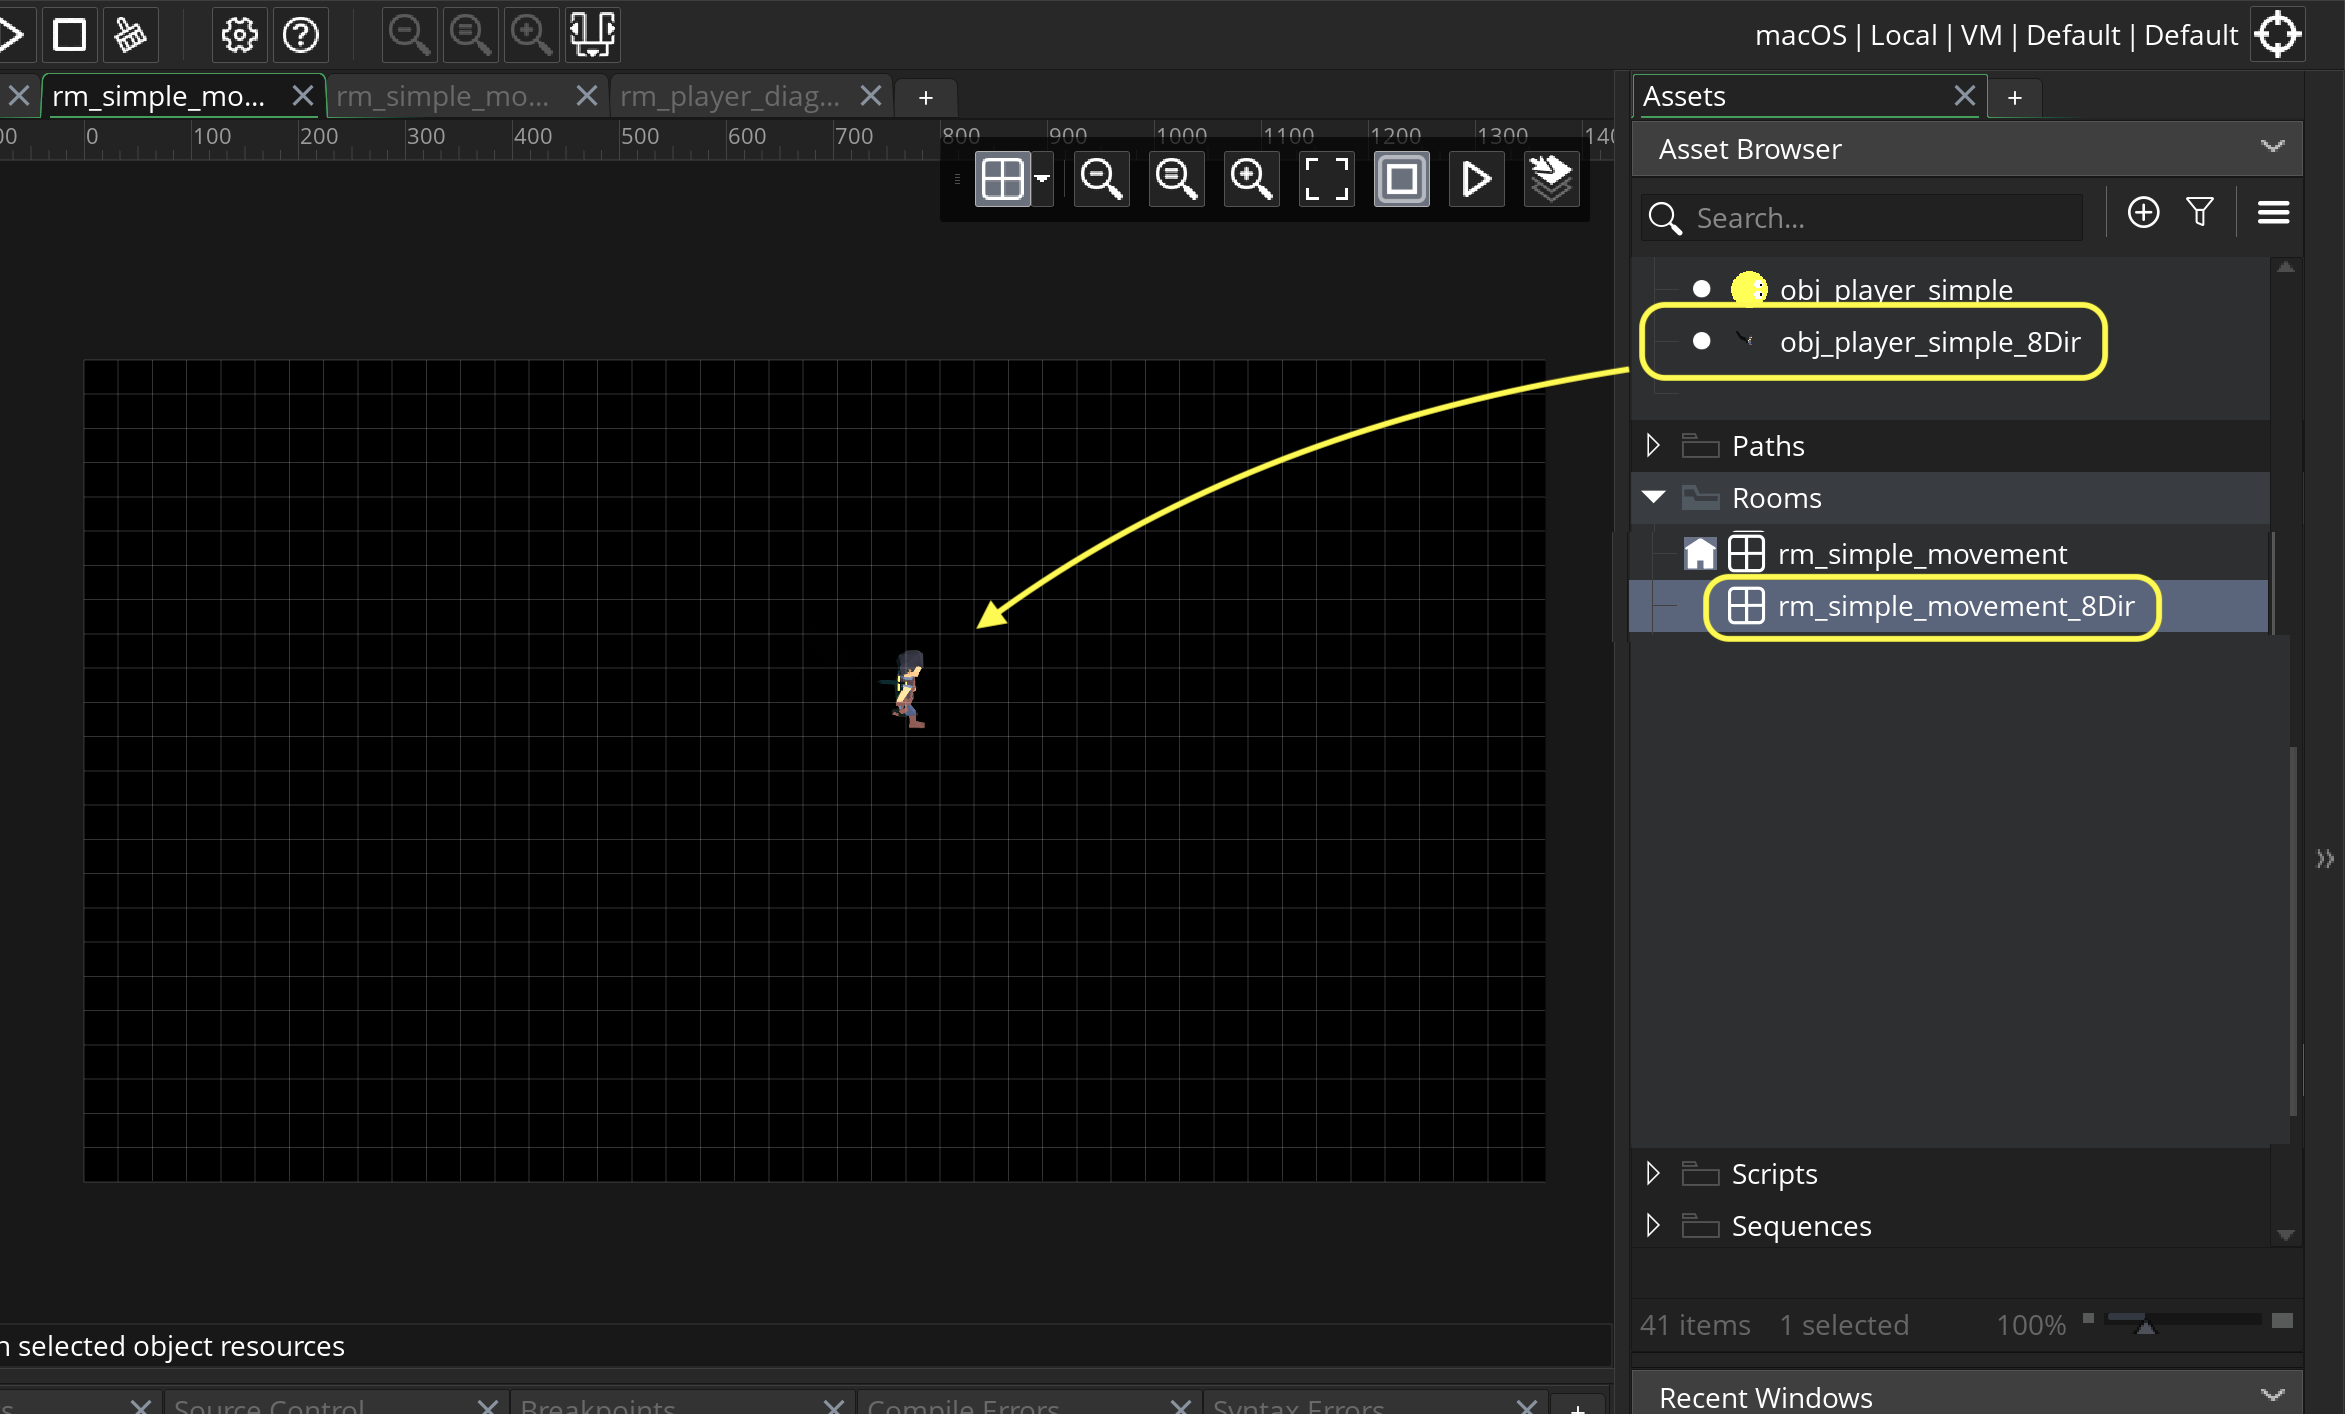 macOS | Local | VM | Default | Default
rm_simple_mo...
rm_simple_mo...
rm_player_diag...
+
Assets
+
00
0
100
200
300
400
500
600
700
800
900
1000
1100
1200
1300
140
Asset Browser
Search...
obj_player_simple
obj_player_simple_8Dir
Paths
Rooms
rm_simple_movement
rm_simple_movement_8Dir
Scripts
Sequences
41 items
1 selected
100%
n selected object resources
Recent Windows
s
Source Control
Breakpoints
Compile Errors
Syntax Errors
+